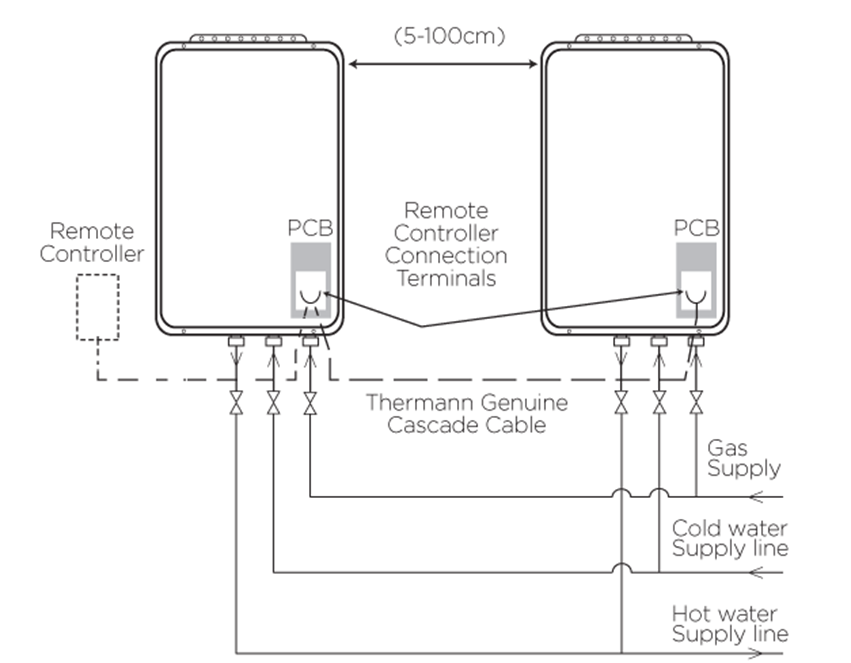 (5-100cm)
PCB
PCB
Remote
Controller
Remote
Controller
Connection
Terminals
Thermann Genuine
Cascade Cable
Gas
Supply
Cold water
Supply line
Hot water
Supply line